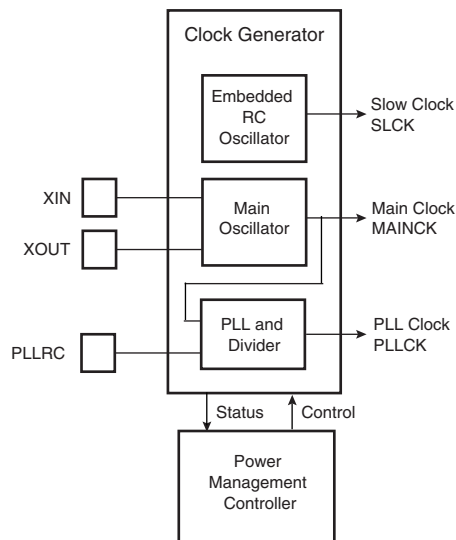 Clock Generator
Embedded
RC
Oscillator
Slow Clock
SLCK
XIN
Main
Oscillator
Main Clock
MAINCK
XOUT
PLL and
Divider
PLL Clock
PLLCK
PLLRC
Status
Control
Power
Management
Controller